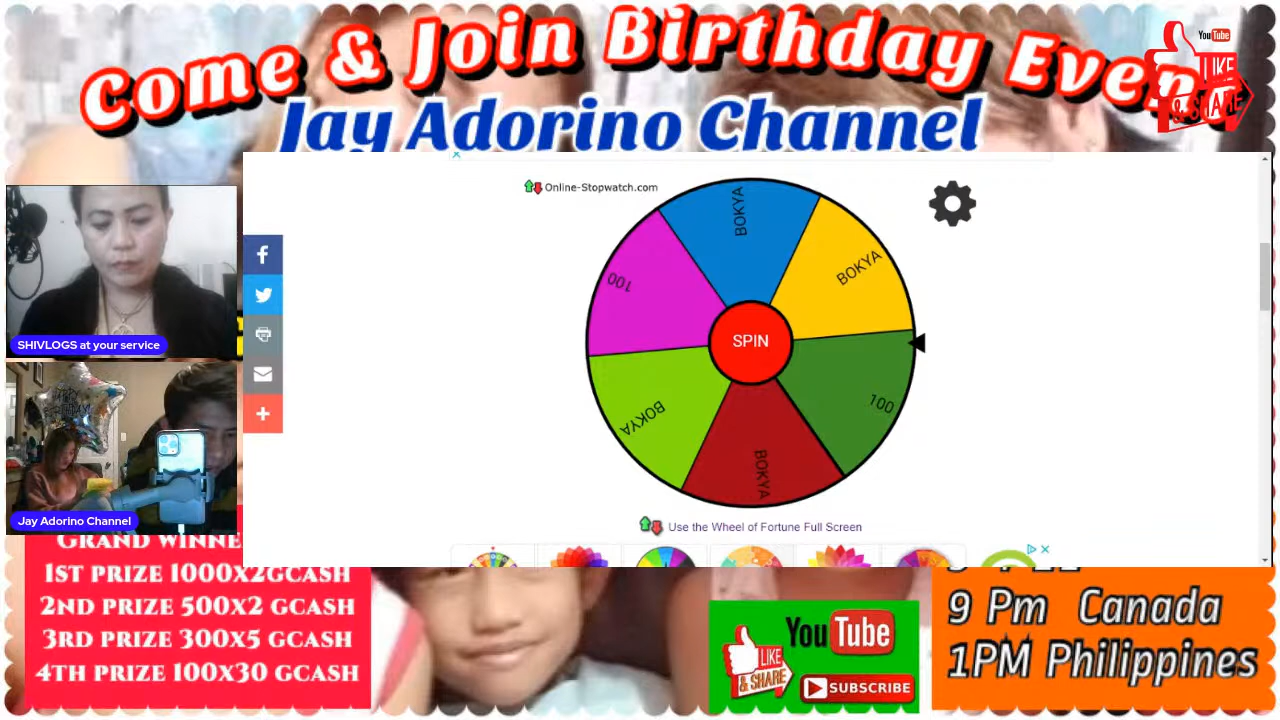 Come & Join Birthday Even
Jay Adorino Channel
YouTube
LIKE
& SHARE
Online-Stopwatch.com
BOKYA
BOKYA
100
100
SPIN
BOKYA
BOKYA
SHIVLOGS at your service
Jay Adorino Channel
Use the Wheel of Fortune Full Screen
GRAND WINNE
1ST PRIZE 1000X2GCASH
2ND PRIZE 500X2 GCASH
3RD PRIZE 300X5 GCASH
4TH PRIZE 100X30 GCASH
YouTube
LIKE
& SHARE
SUBSCRIBE
9 Pm Canada
1PM Philippines